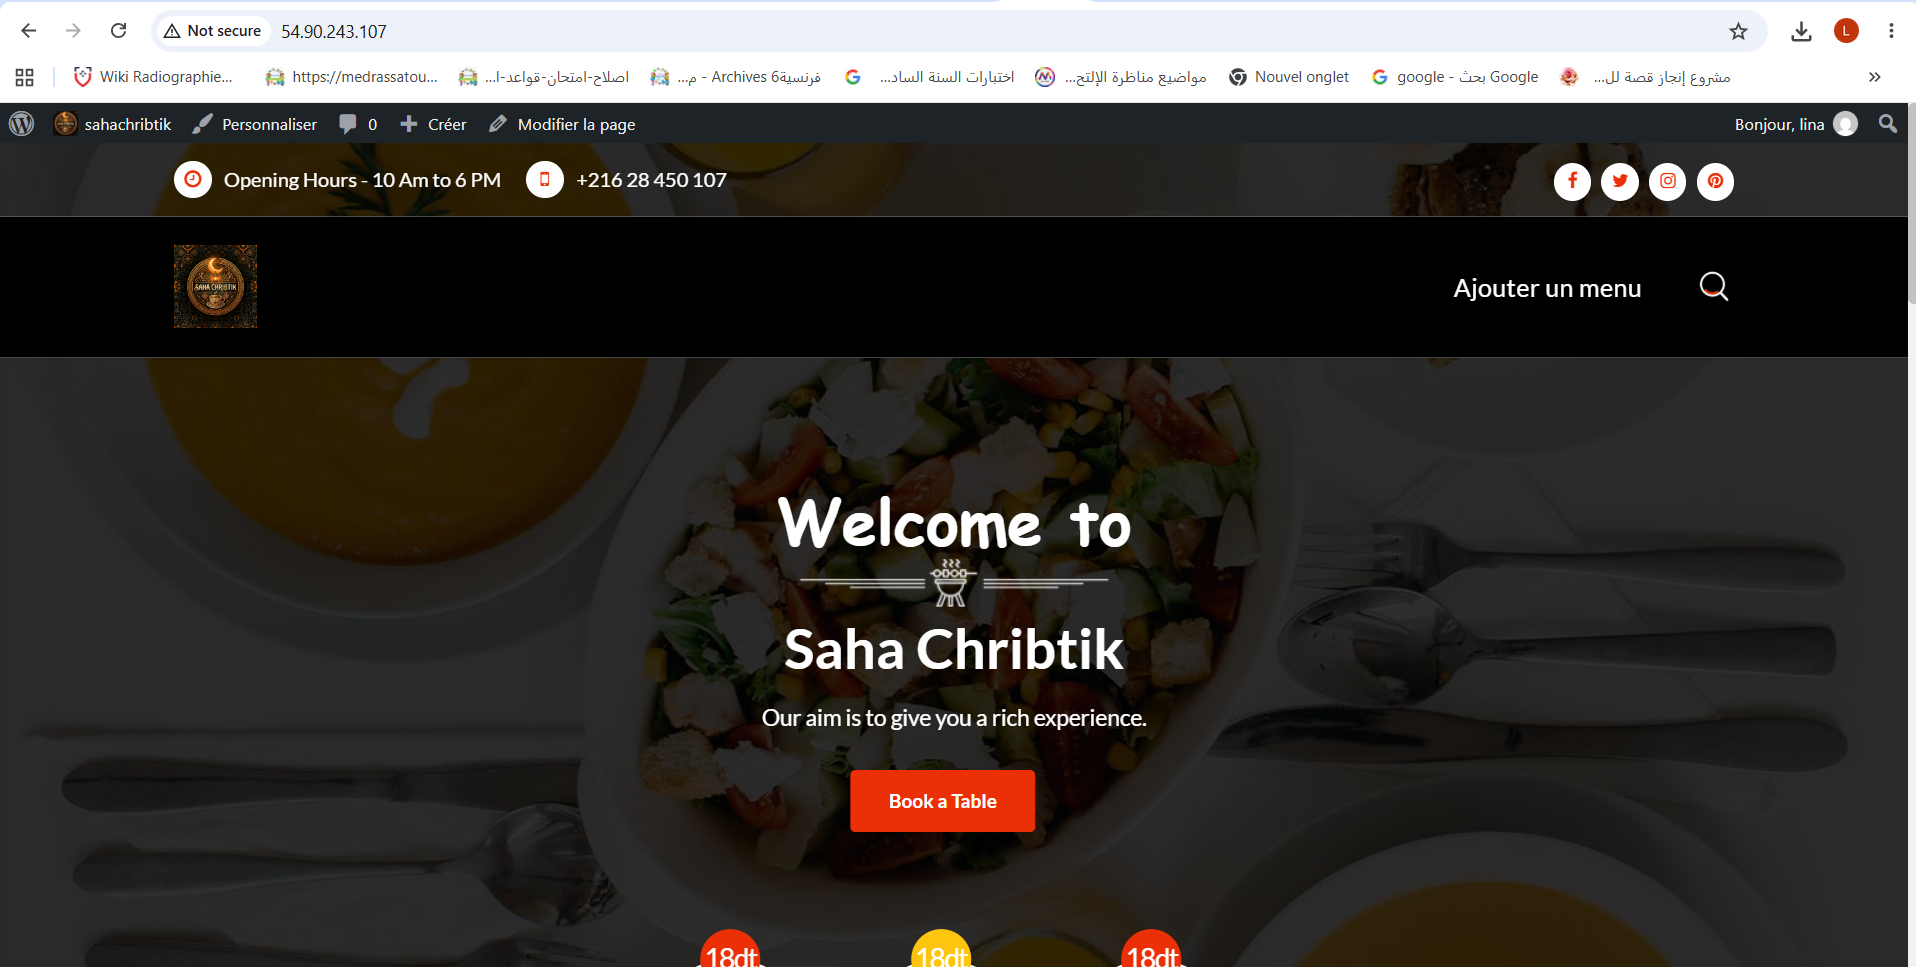 Not secure 54.90.243.107
L
Wiki Radiographie...
https://medrassatou...
اصلاح-امتحان-قواعد-ا...
فرنسية6 Archives - م...
اختبارات السنة الساد...
مواضيع مناظرة الإلتح...
Nouvel onglet
google - بحث Google
مشروع إنجاز قصة لل...
sahachribtik Personnaliser 0 Créer Modifier la page Bonjour, lina
Opening Hours - 10 Am to 6 PM +216 28 450 107
SAHA CHRIBTIK
Ajouter un menu
Welcome to
Saha Chribtik
Our aim is to give you a rich experience.
Book a Table
18dt 18dt 18dt